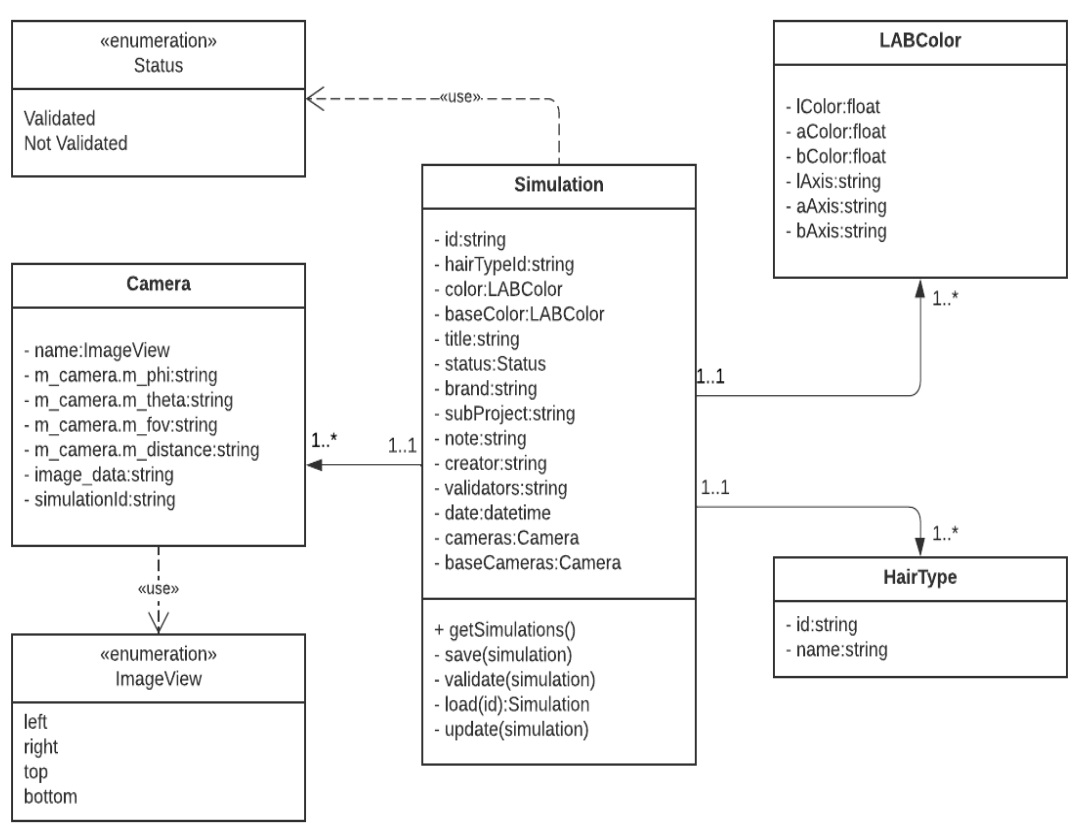 «enumeration»
Status
Validated
Not Validated
«use»
LABColor
- lColor:float
- aColor:float
- bColor:float
- lAxis:string
- aAxis:string
- bAxis:string
1..*
1..1
Simulation
- id:string
- hairTypeId:string
- color:LABColor
- baseColor:LABColor
- title:string
- status:Status
- brand:string
- subProject:string
- note:string
- creator:string
- validators:string
- date:datetime
- cameras:Camera
- baseCameras:Camera
+ getSimulations()
- save(simulation)
- validate(simulation)
- load(id):Simulation
- update(simulation)
Camera
- name:ImageView
- m_camera.m_phi:string
- m_camera.m_theta:string
- m_camera.m_fov:string
- m_camera.m_distance:string
- image_data:string
- simulationId:string
1..*
1..1
1..1
1..*
HairType
- id:string
- name:string
«use»
«enumeration»
ImageView
left
right
top
bottom